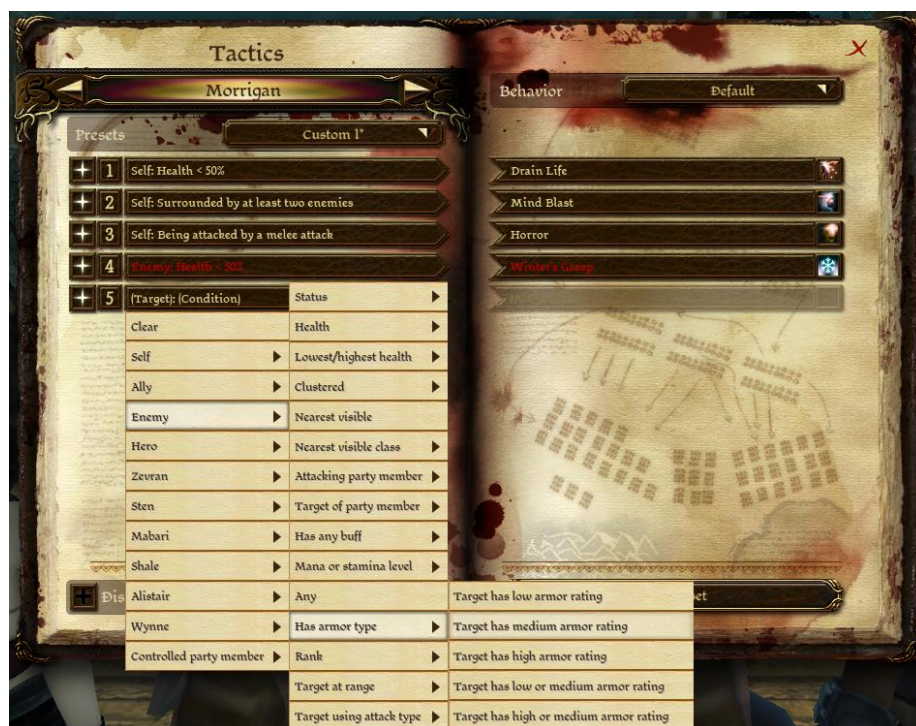 Tactics
Morrigan
Behavior
Default
Presets
Custom 1*
1
Self: Health < 50%
Drain Life
2
Self: Surrounded by at least two enemies
Mind Blast
3
Self: Being attacked by a melee attack
Horror
4
Enemy: Health < 50%
Winter's Grasp
5
(Target): (Condition)
Clear
Self
Ally
Enemy
Hero
Zevran
Sten
Mabari
Shale
Alistair
Wynne
Controlled party member
Status
Health
Lowest/highest health
Clustered
Nearest visible
Nearest visible class
Attacking party member
Target of party member
Has any buff
Mana or stamina level
Any
Has armor type
Rank
Target at range
Target using attack type
Target has low armor rating
Target has medium armor rating
Target has high armor rating
Target has low or medium armor rating
Target has high or medium armor rating